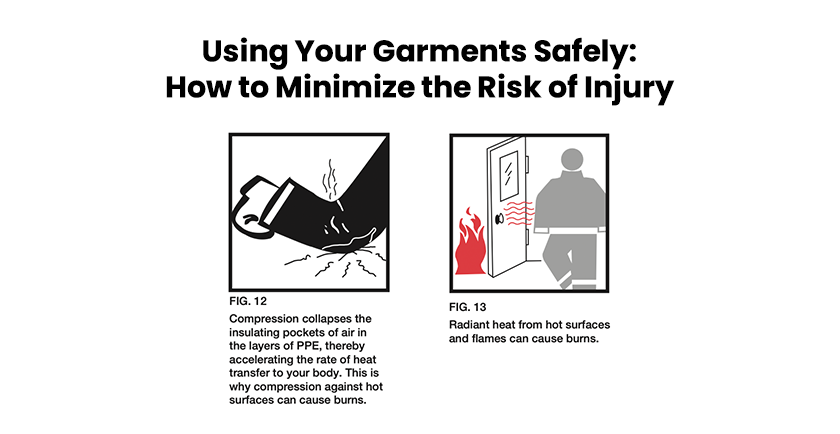 Using Your Garments Safely:
How to Minimize the Risk of Injury
FIG. 12
Compression collapses the
insulating pockets of air in
the layers of PPE, thereby
accelerating the rate of heat
transfer to your body. This is
why compression against hot
surfaces can cause burns.
FIG. 13
Radiant heat from hot surfaces
and flames can cause burns.